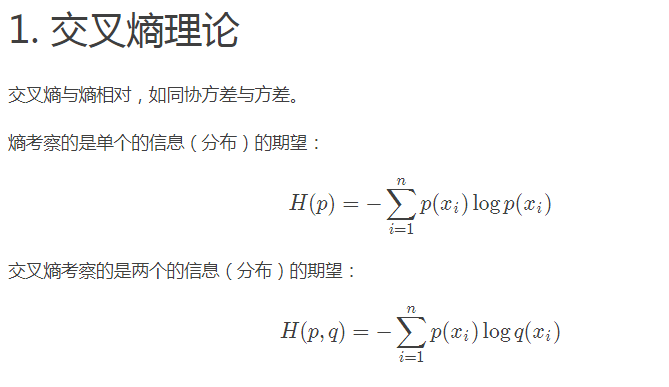 1. 交叉熵理论
交叉熵与熵相对，如同协方差与方差。
熵考察的是单个的信息（分布）的期望：
H(p) = −∑_{i=1}^{n} p(x_i) log p(x_i)
交叉熵考察的是两个的信息（分布）的期望：
H(p, q) = −∑_{i=1}^{n} p(x_i) log q(x_i)